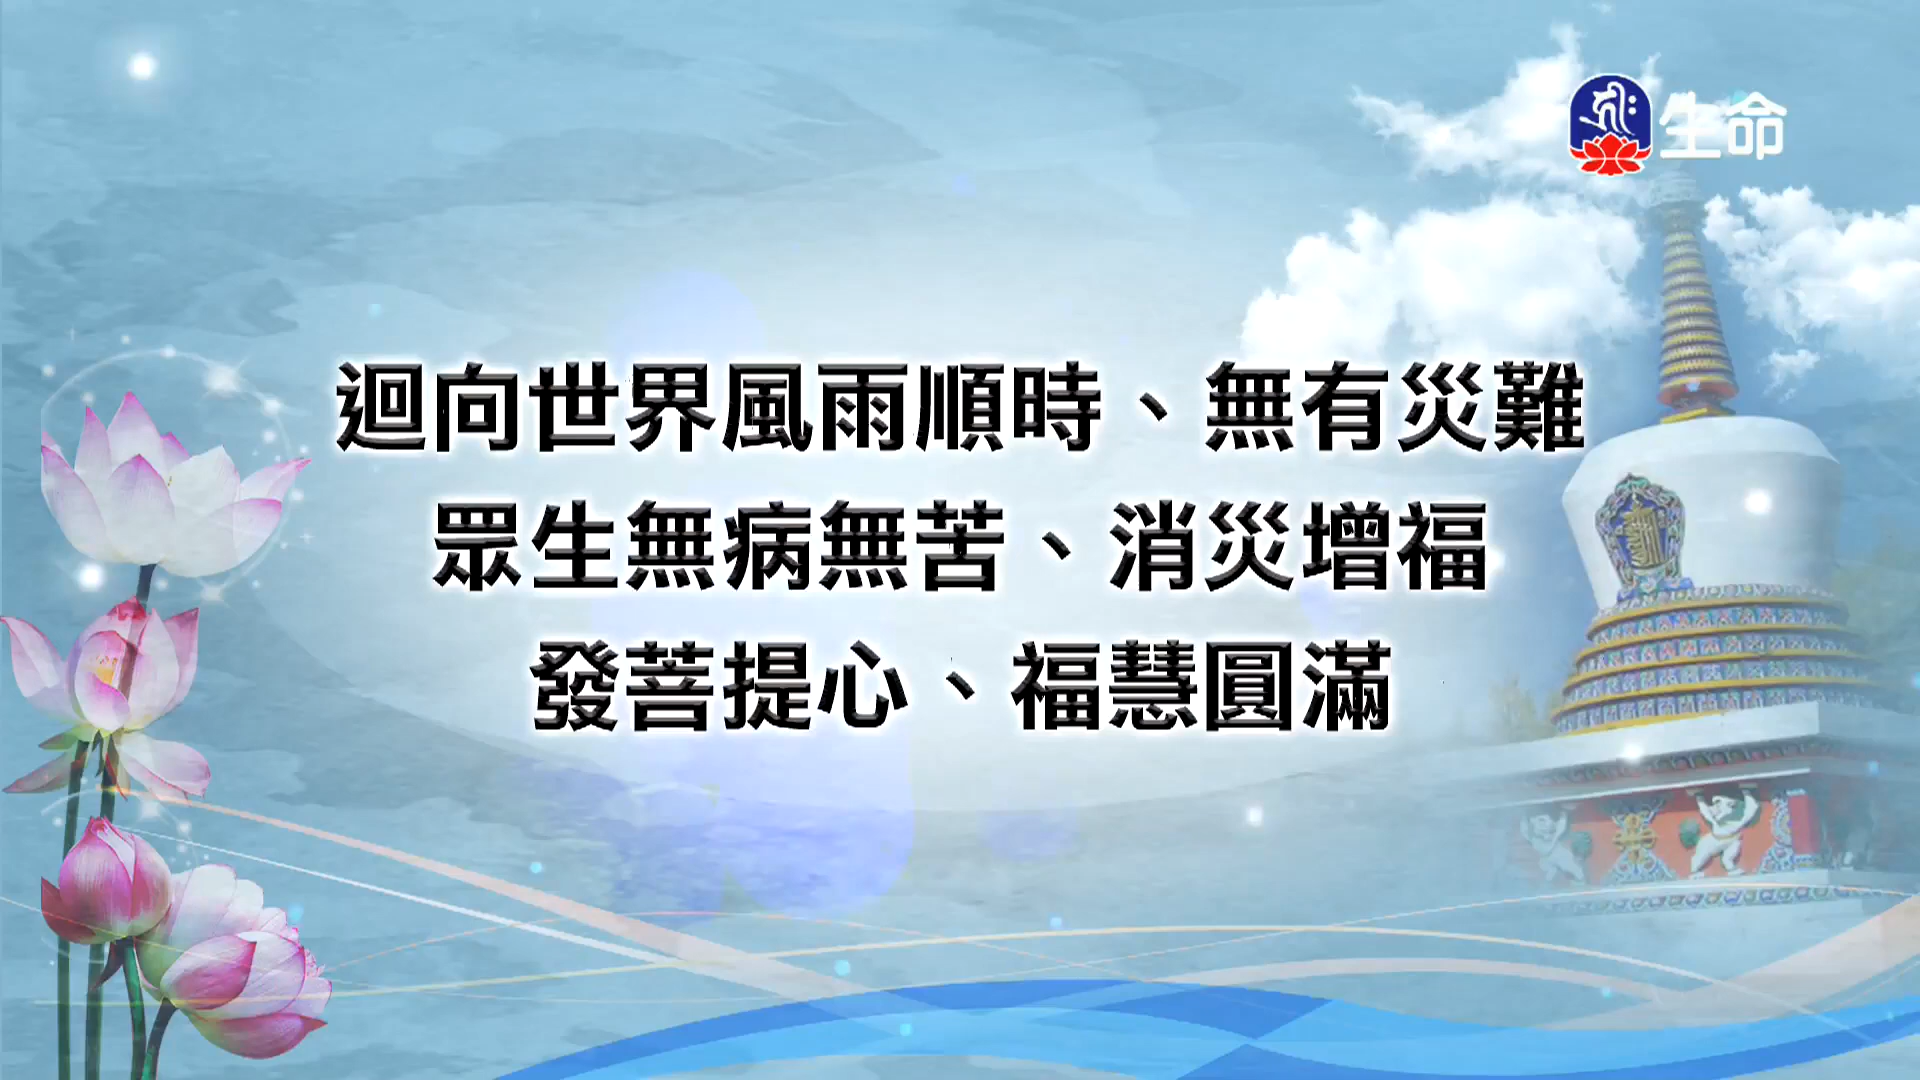 生命
迴向世界風雨順時、無有災難
眾生無病無苦、消災增福
發菩提心、福慧圓滿